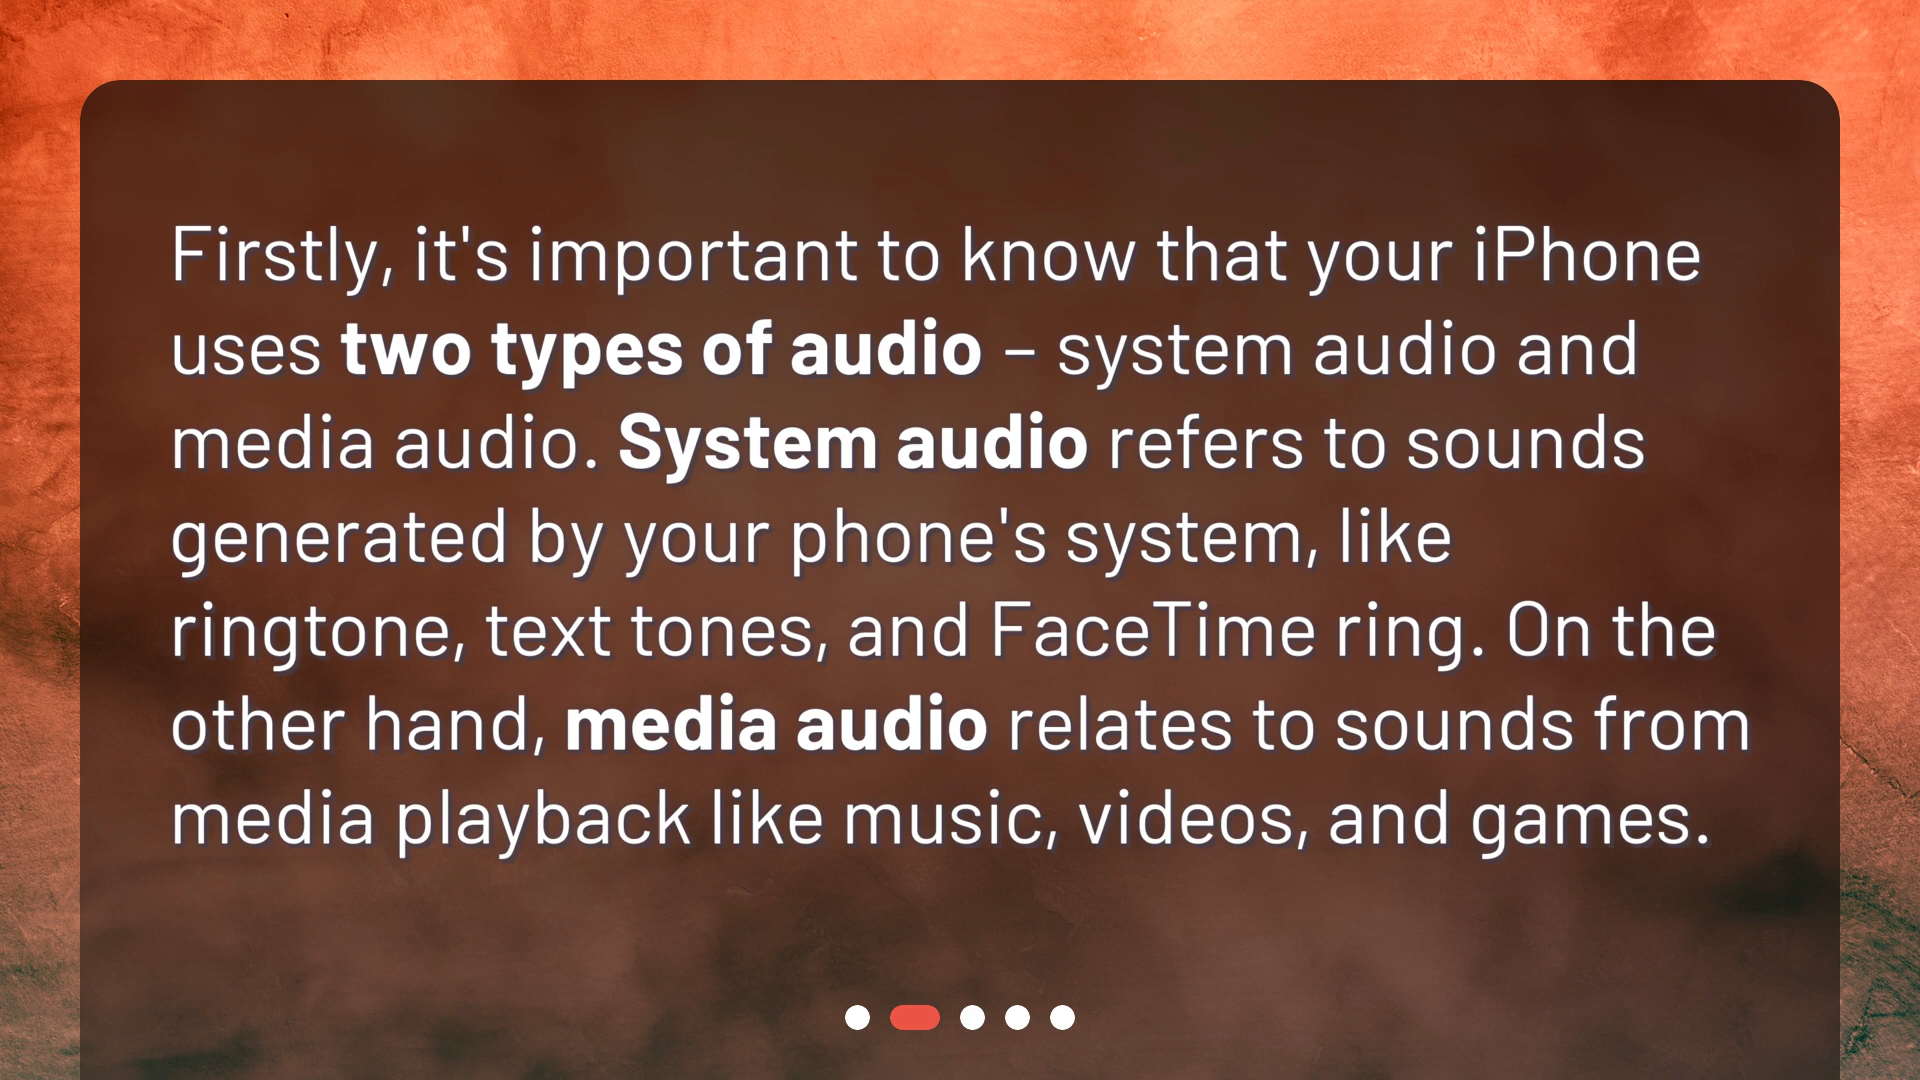 Firstly, it's important to know that your iPhone
uses two types of audio – system audio and
media audio. System audio refers to sounds
generated by your phone's system, like
ringtone, text tones, and FaceTime ring. On the
other hand, media audio relates to sounds from
media playback like music, videos, and games.